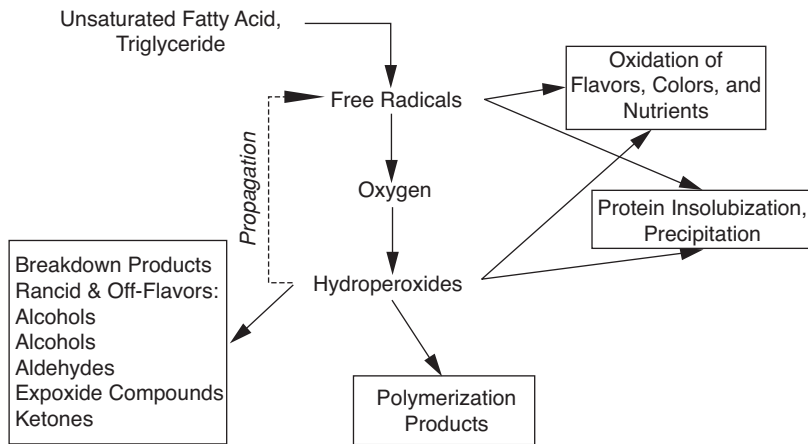 Unsaturated Fatty Acid,
Triglyceride
Free Radicals
Oxidation of
Flavors, Colors, and
Nutrients
Propagation
Oxygen
Protein Insolubization,
Precipitation
Hydroperoxides
Breakdown Products
Rancid & Off-Flavors:
Alcohols
Alcohols
Aldehydes
Expoxide Compounds
Ketones
Polymerization
Products